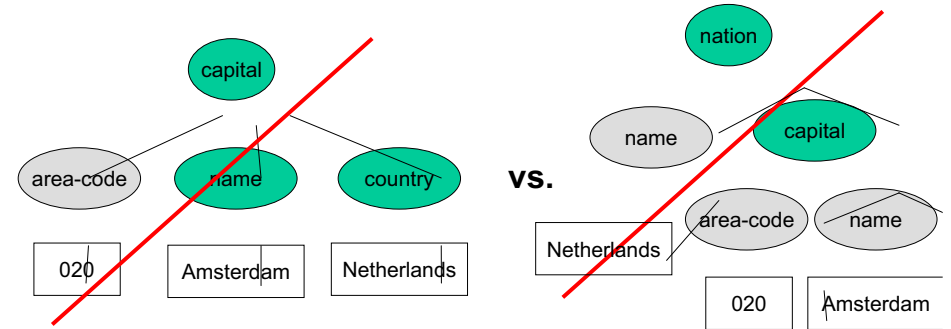 capital
area-code
name
country
020
Amsterdam
Netherlands
vs.
nation
name
capital
Netherlands
area-code
name
020
Amsterdam